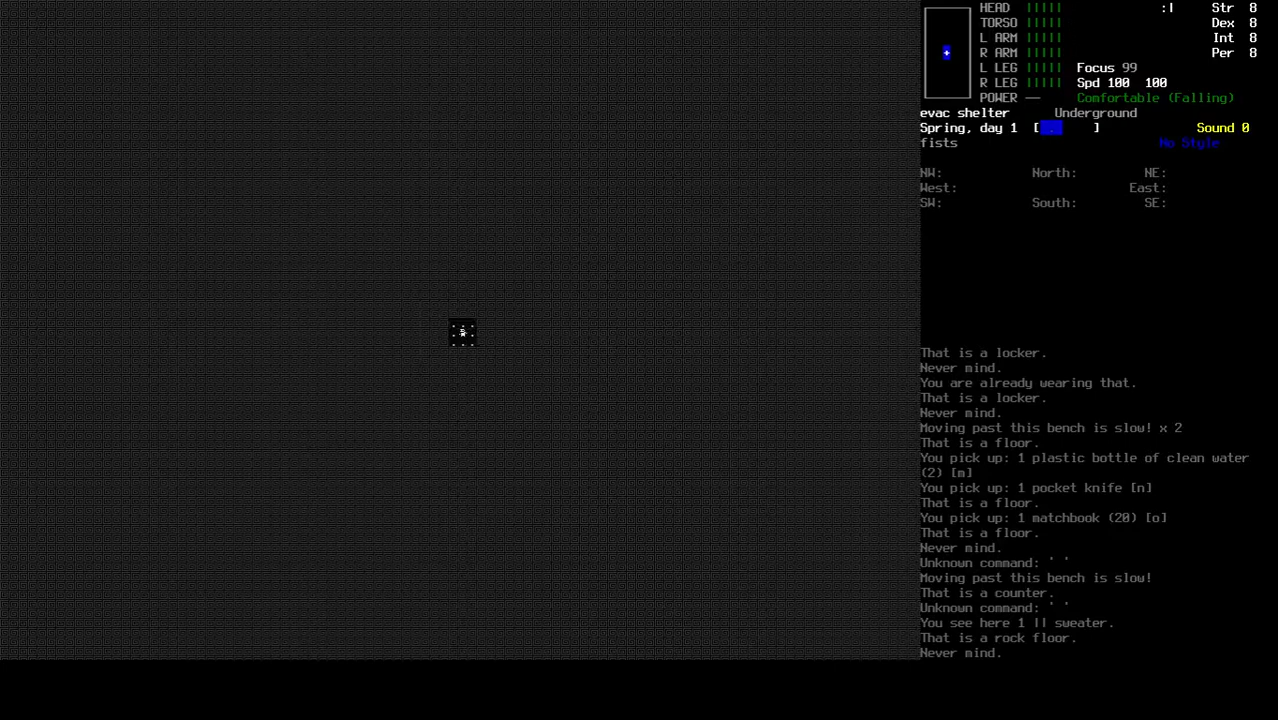 HEAD ||||| :| Str 8
TORSO ||||| Dex 8
L ARM ||||| Int 8
R ARM ||||| Per 8
L LEG ||||| Focus 99
R LEG ||||| Spd 100 100
POWER -- Comfortable (Falling)
evac shelter Underground
Spring, day 1 [ . ] Sound 0
fists No Style
NW: North: NE:
West: East:
SW: South: SE:
That is a locker.
Never mind.
You are already wearing that.
That is a locker.
Never mind.
Moving past this bench is slow! x 2
That is a floor.
You pick up: 1 plastic bottle of clean water
(2) [m]
You pick up: 1 pocket knife [n]
That is a floor.
You pick up: 1 matchbook (20) [o]
That is a floor.
Never mind.
Unknown command: ' '
Moving past this bench is slow!
That is a counter.
Unknown command: ' '
You see here 1 || sweater.
That is a rock floor.
Never mind.